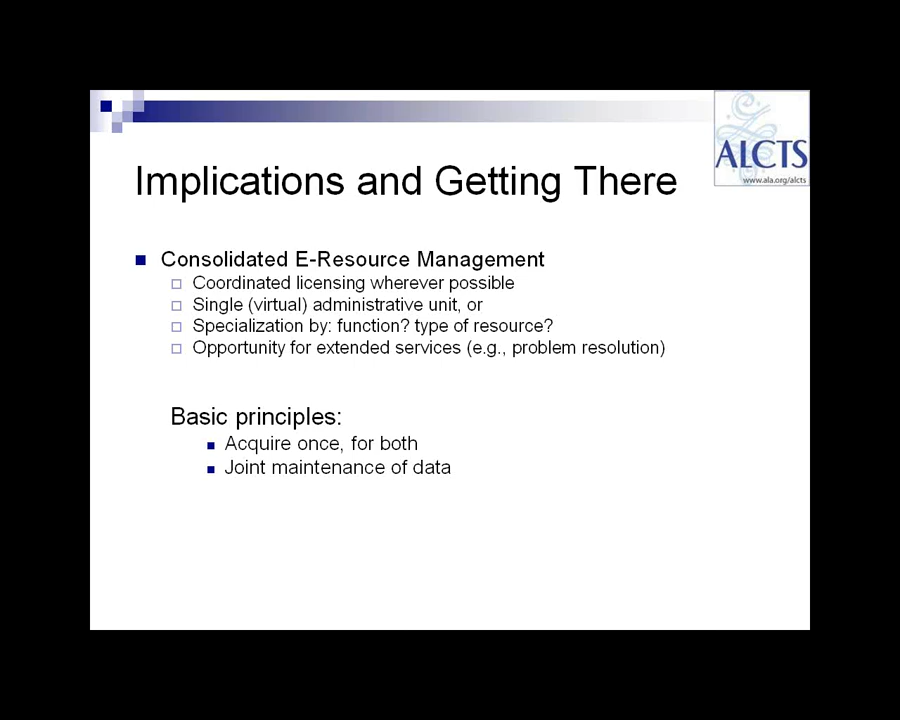 ALCTS
www.ala.org/alcts
Implications and Getting There
Consolidated E-Resource Management
Coordinated licensing wherever possible
Single (virtual) administrative unit, or
Specialization by: function? type of resource?
Opportunity for extended services (e.g., problem resolution)
Basic principles:
Acquire once, for both
Joint maintenance of data